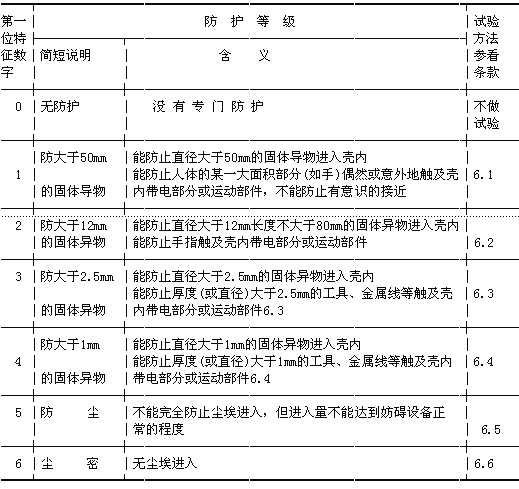 第一 防 护 等 级 试验
位特 方法
征数 简短说明 含 义 参看
字 条款
0 无防护 没 有 专 门 防 护 不做
试验
防大于50mm 能防止直径大于50mm的固体导物进入壳内
1 能防止人体的某一大面积部分(如手)偶然或意外地触及壳 6.1
的固体导物 内带电部分或运动部件，不能防止有意识的接近
2 防大于12mm 能防止直径大于12mm长度不大于80mm的固体异物进入壳内
的固体异物 能防止手指触及壳内带电部分或运动部件 6.2
3 防大于2.5mm 能防止直径大于2.5mm的固体异物进入壳内
能防止厚度(或直径)大于2.5mm的工具、金属线等触及壳 6.3
的固体异物 内带电部分或运动部件6.3
防大于1mm 能防止直径大于1mm的固体异物进入壳内
4 能防止厚度(或直径)大于1mm的工具、金属线等触及壳内 6.4
的固体异物 带电部分或运动部件6.4
5 防 尘 不能完全防止尘埃进入，但进入量不能达到妨碍设备正
常的程度 6.5
6 尘 密 无尘埃进入 6.6